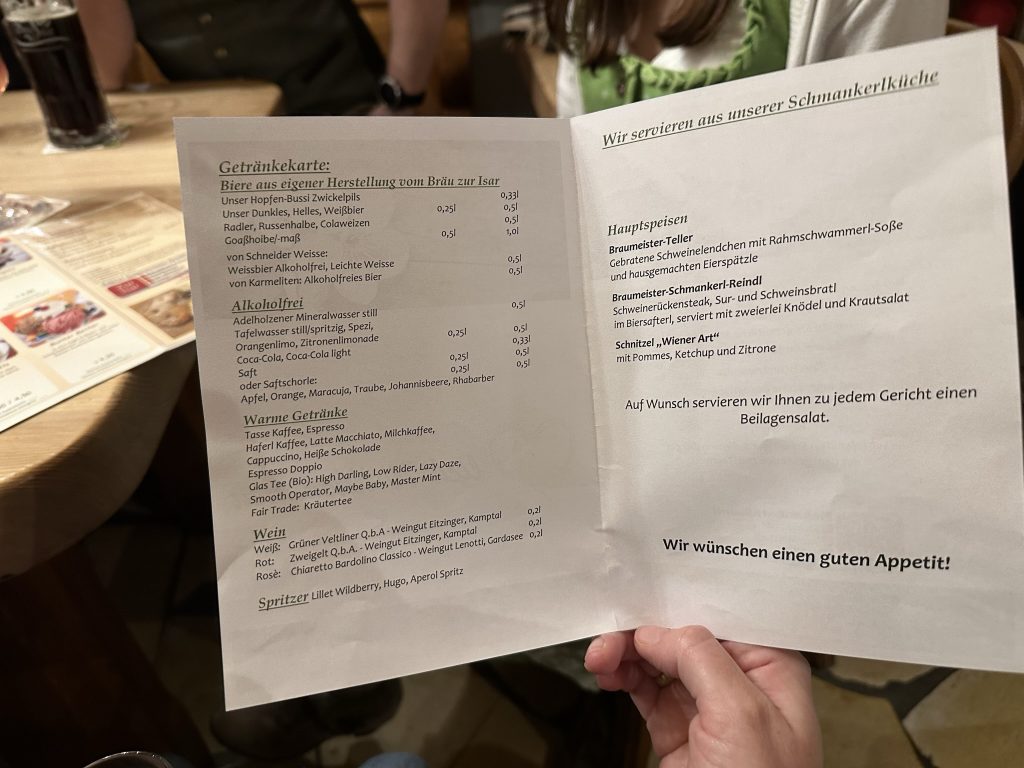 Getränkekarte:
Biere aus eigener Herstellung vom Bräu zur Isar
Unser Hopfen-Bussi Zwickelpils 0,33l
Unser Dunkles, Helles, Weißbier 0,25l 0,5l
Radler, Russenhalbe, Colaweizen 0,5l
Goaßhoibe/-maß 0,5l 1,0l
von Schneider Weisse:
Weissbier Alkoholfrei, Leichte Weisse 0,5l
von Karmeliten: Alkoholfreies Bier 0,5l
Alkoholfrei
Adelholzener Mineralwasser still 0,5l
Tafelwasser still/spritzig, Spezi,
Orangenlimo, Zitronenlimonade 0,25l 0,5l
Coca-Cola, Coca-Cola light 0,33l
Saft 0,25l 0,5l
oder Saftschorle: 0,25l 0,5l
Apfel, Orange, Maracuja, Traube, Johannisbeere, Rhabarber
Warme Getränke
Tasse Kaffee, Espresso
Haferl Kaffee, Latte Macchiato, Milchkaffee,
Cappuccino, Heiße Schokolade
Espresso Doppio
Glas Tee (Bio): High Darling, Low Rider, Lazy Daze,
Smooth Operator, Maybe Baby, Master Mint
Fair Trade: Kräutertee
Wein
Weiß: Grüner Veltliner Q.b.A - Weingut Eitzinger, Kamptal 0,2l
Rot: Zweigelt Q.b.A. - Weingut Eitzinger, Kamptal 0,2l
Rosè: Chiaretto Bardolino Classico - Weingut Lenotti, Gardasee 0,2l
Spritzer Lillet Wildberry, Hugo, Aperol Spritz
Wir servieren aus unserer Schmankerlküche
Hauptspeisen
Braumeister-Teller
Gebratene Schweinelendchen mit Rahmschwammerl-Soße
und hausgemachten Eierspätzle
Braumeister-Schmankerl-Reindl
Schweinerückensteak, Sur- und Schweinsbratl
im Biersafterl, serviert mit zweierlei Knödel und Krautsalat
Schnitzel „Wiener Art“
mit Pommes, Ketchup und Zitrone
Auf Wunsch servieren wir Ihnen zu jedem Gericht einen
Beilagensalat.
Wir wünschen einen guten Appetit!